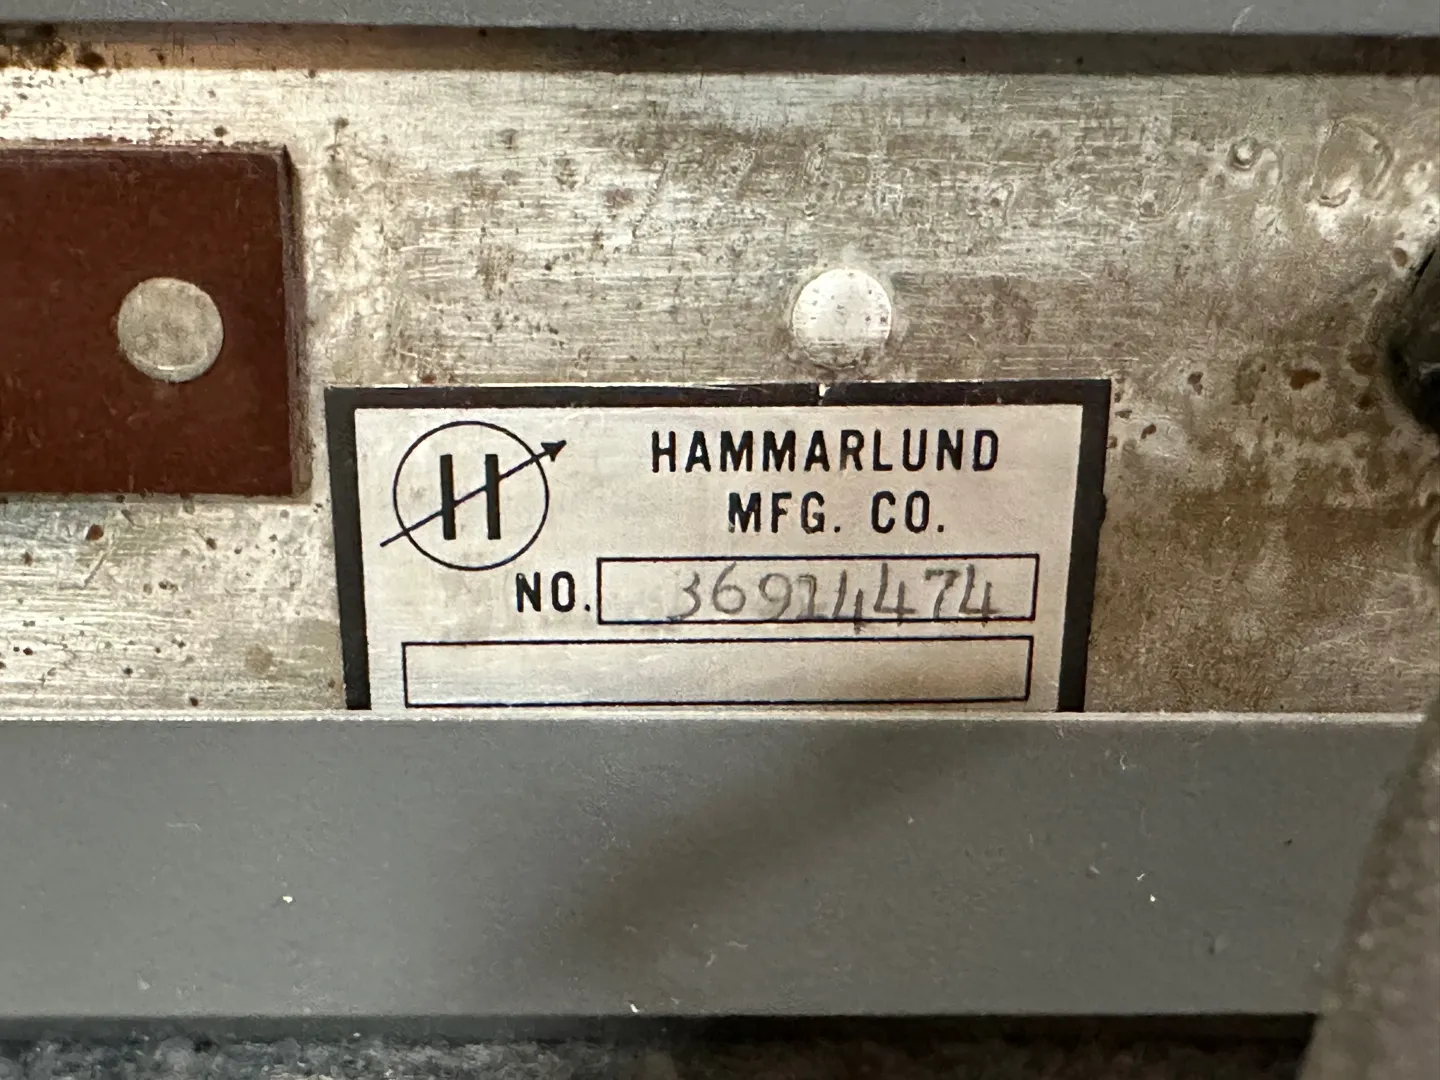 H
HAMMARLUND
MFG. CO.
NO. 36914474